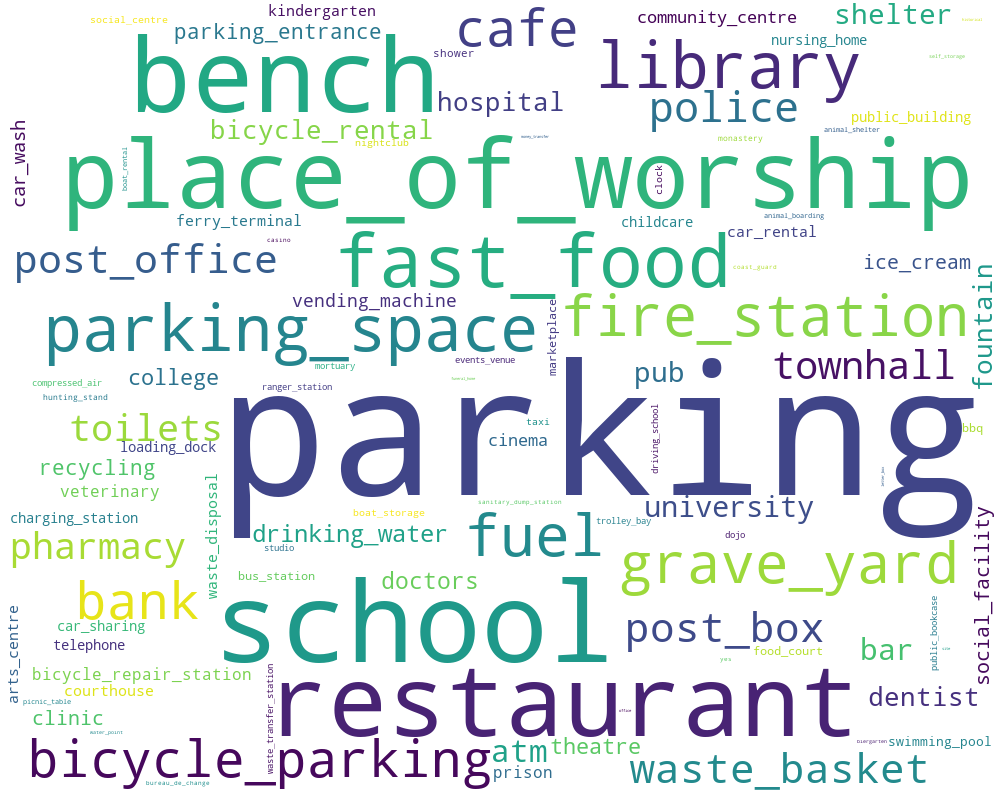 social_centre
kindergarten
parking_entrance
cafe
community_centre
shelter
shower
nursing_home
self_storage
bench
library
hospital
police
public_building
car_wash
bicycle_rental
nightclub
money_transfer
animal_shelter
monastery
boat_rental
place_of_worship
clock
ferry_terminal
childcare
animal_boarding
car_rental
casino
post_office
fast_food
coast_guard
ice_cream
fountain
vending_machine
marketplace
fire_station
parking_space
events_venue
mortuary
pub
townhall
compressed_air
college
ranger_station
funeral_home
hunting_stand
parking
toilets
taxi
driving_school
bbq
loading_dock
cinema
recycling
letter_box
veterinary
waste_disposal
sanitary_dump_station
university
charging_station
boat_storage
trolley_bay
drinking_water
fuel
dojo
social_facility
pharmacy
studio
grave_yard
bus_station
doctors
bank
school
public_bookcase
arts_centre
car_sharing
post_box
telephone
food_court
bar
yes
bicycle_repair_station
waste_transfer_station
courthouse
restaurant
dentist
picnic_table
office
clinic
water_point
atm
theatre
biergarten
swimming_pool
bicycle_parking
prison
waste_basket
bureau_de_change